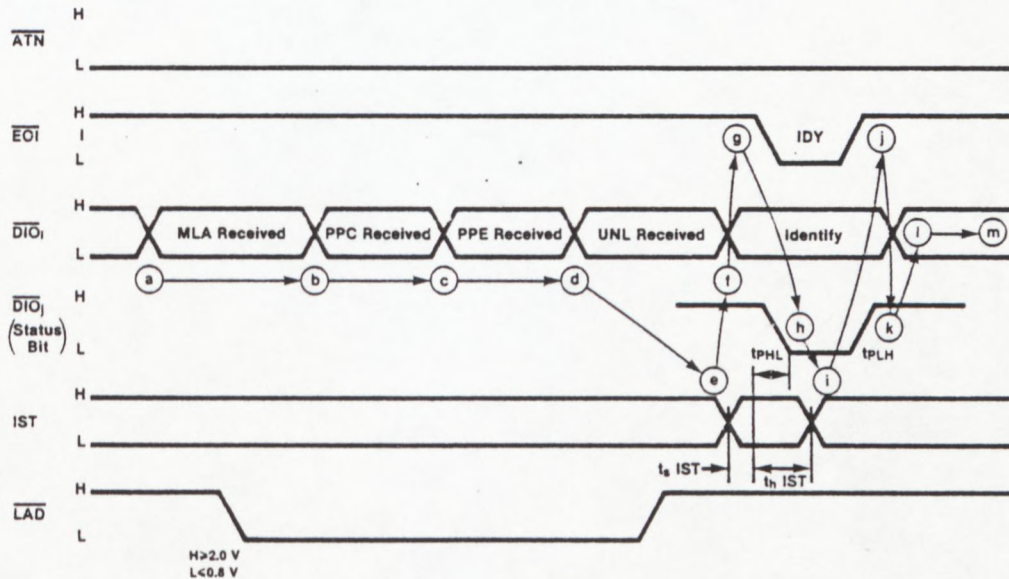 H
ATN
L
H
EOI I IDY
L
g
j
H
DIOi MLA Received PPC Received PPE Received UNL Received Identify l m
L
a b c d f
DIOj H
(Status Bit) L
h k
tPHL tPLH
e i
H
IST
L
ts IST th IST
H
LAD
L
H≥2.0 V
L<0.8 V